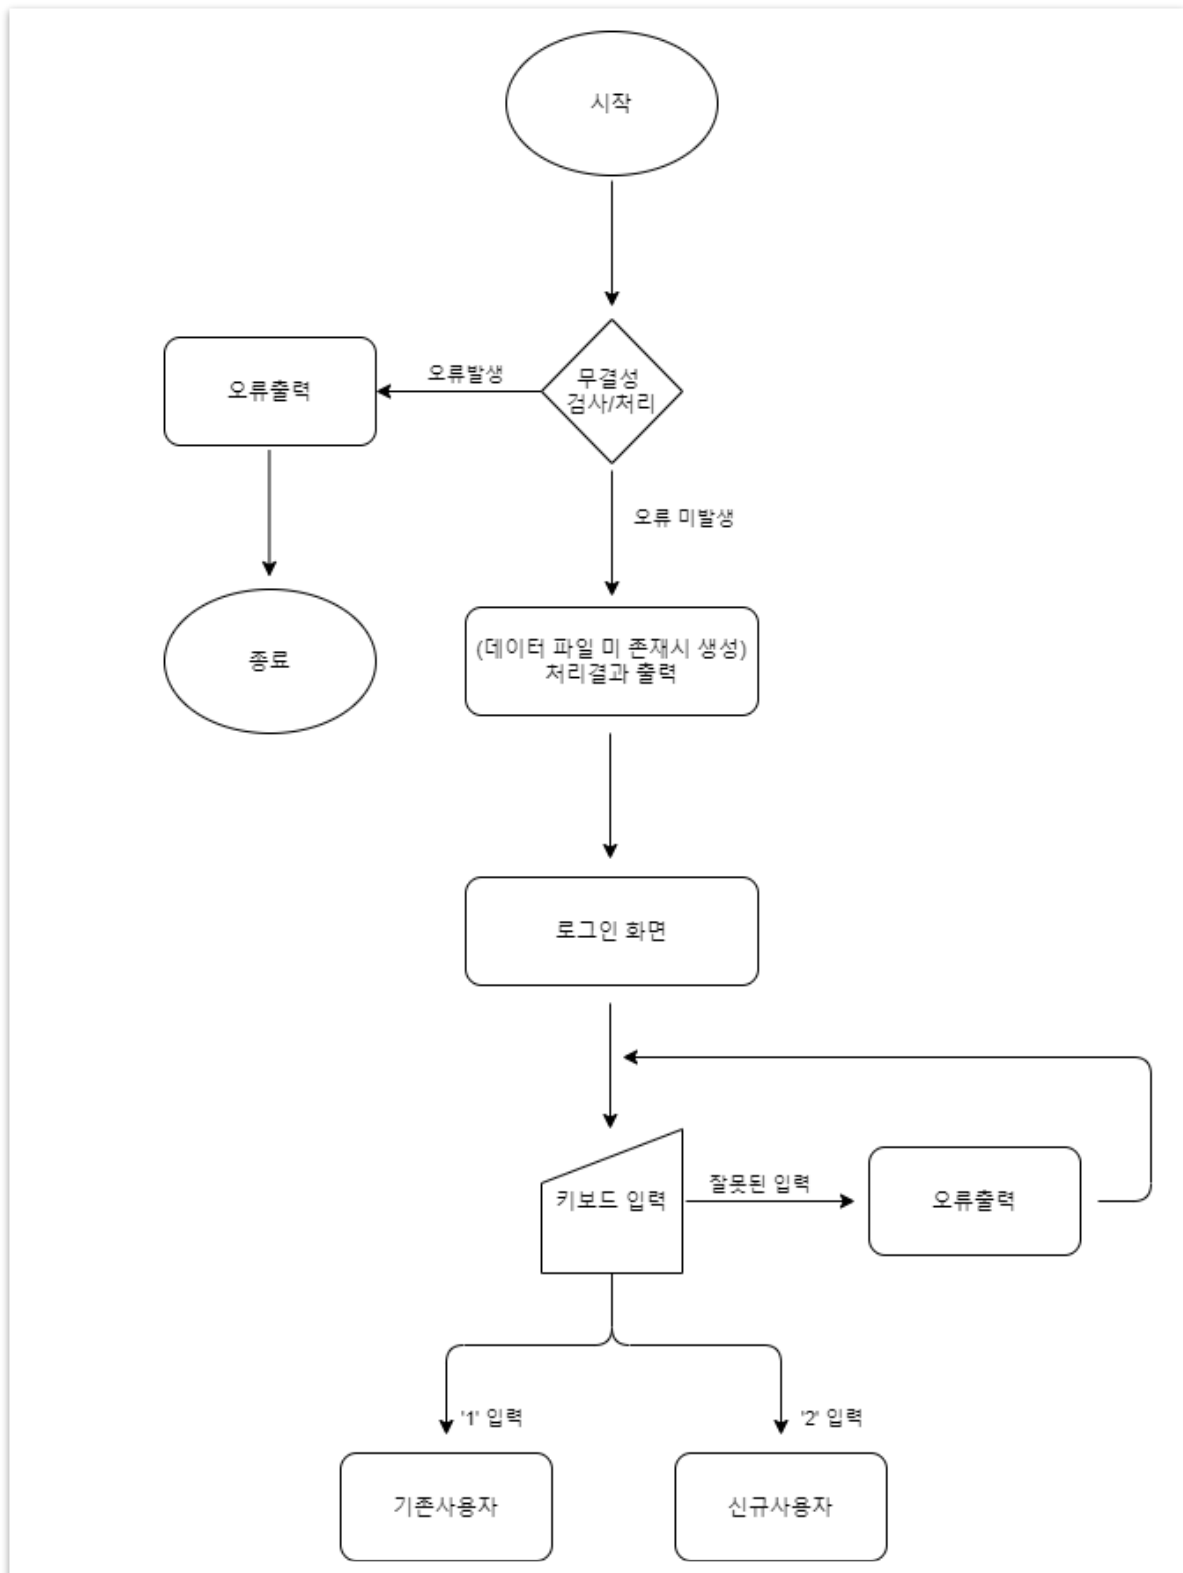 시작
오류발생
오류출력
무결성
검사/처리
오류 미발생
종료
(데이터 파일 미 존재시 생성)
처리결과 출력
로그인 화면
키보드 입력
잘못된 입력
오류출력
'1' 입력
'2' 입력
기존사용자
신규사용자